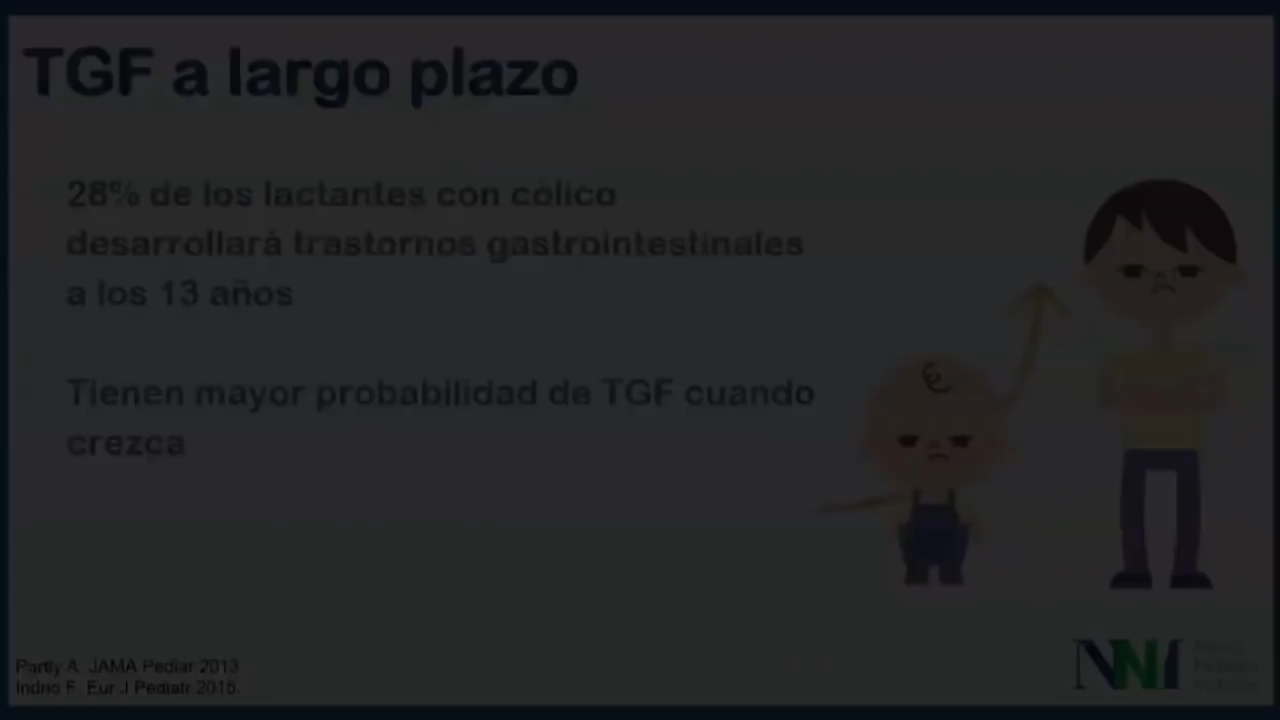 TGF a largo plazo
28% de los lactantes con cólico
desarrollará trastornos gastrointestinales
a los 13 años
Tienen mayor probabilidad de TGF cuando
crezca
Partty A. JAMA Pediar 2013
Indrio F. Eur J Pediatr 2015.
NNI